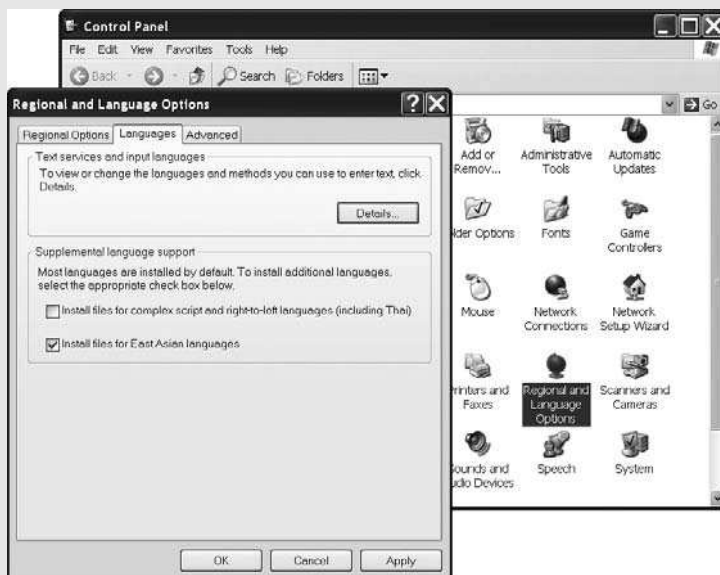 Control Panel
File Edit View Favorites Tools Help
Back Search Folders
Go
Regional and Language Options
Regional Options Languages Advanced
Text services and input languages
To view or change the languages and methods you can use to enter text, click
Details.
Details...
Supplemental language support
Most languages are installed by default. To install additional languages,
select the appropriate check box below.
Install files for complex script and right-to-left languages (including Thai)
Install files for East Asian languages
OK Cancel Apply
Add or
Remov...
Administrative
Tools
Automatic
Updates
lder Options
Fonts
Game
Controllers
Mouse
Network
Connections
Network
Setup Wizard
Printers and
Faxes
Regional and
Language
Options
Scanners and
Cameras
ounds and
udio Devices
Speech
System